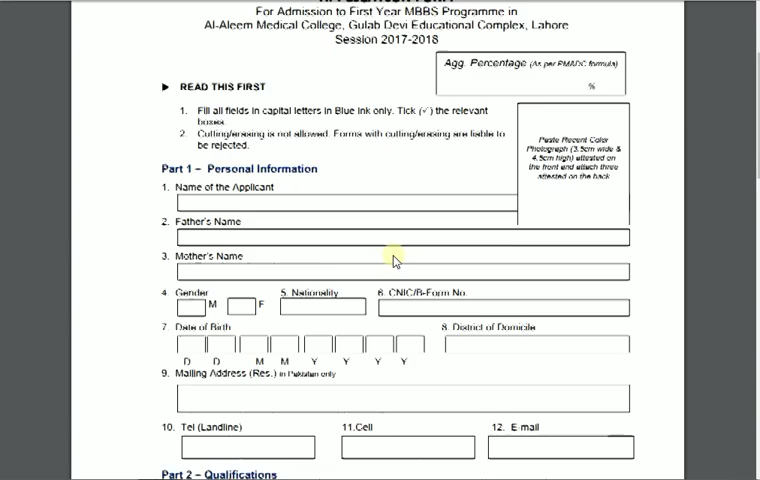 APPLICATION FORM
For Admission to First Year MBBS Programme in
Al-Aleem Medical College, Gulab Devi Educational Complex, Lahore
Session 2017-2018
Agg. Percentage (As per PMADC formula)
%
► READ THIS FIRST
1. Fill all fields in capital letters in Blue Ink only. Tick (✓) the relevant
boxes.
2. Cutting/erasing is not allowed. Forms with cutting/erasing are liable to
be rejected.
Paste Recent Color
Photograph (3.5cm wide &
4.5cm high) attested on
the front and attach three
attested on the back
Part 1 – Personal Information
1. Name of the Applicant
2. Father's Name
3. Mother's Name
4. Gender 5. Nationality 6. CNIC/B-Form No.
M F
7. Date of Birth 8. District of Domicile
D D M M Y Y Y Y
9. Mailing Address (Res.) in Pakistan only
10. Tel (Landline) 11.Cell 12. E-mail
Part 2 – Qualifications